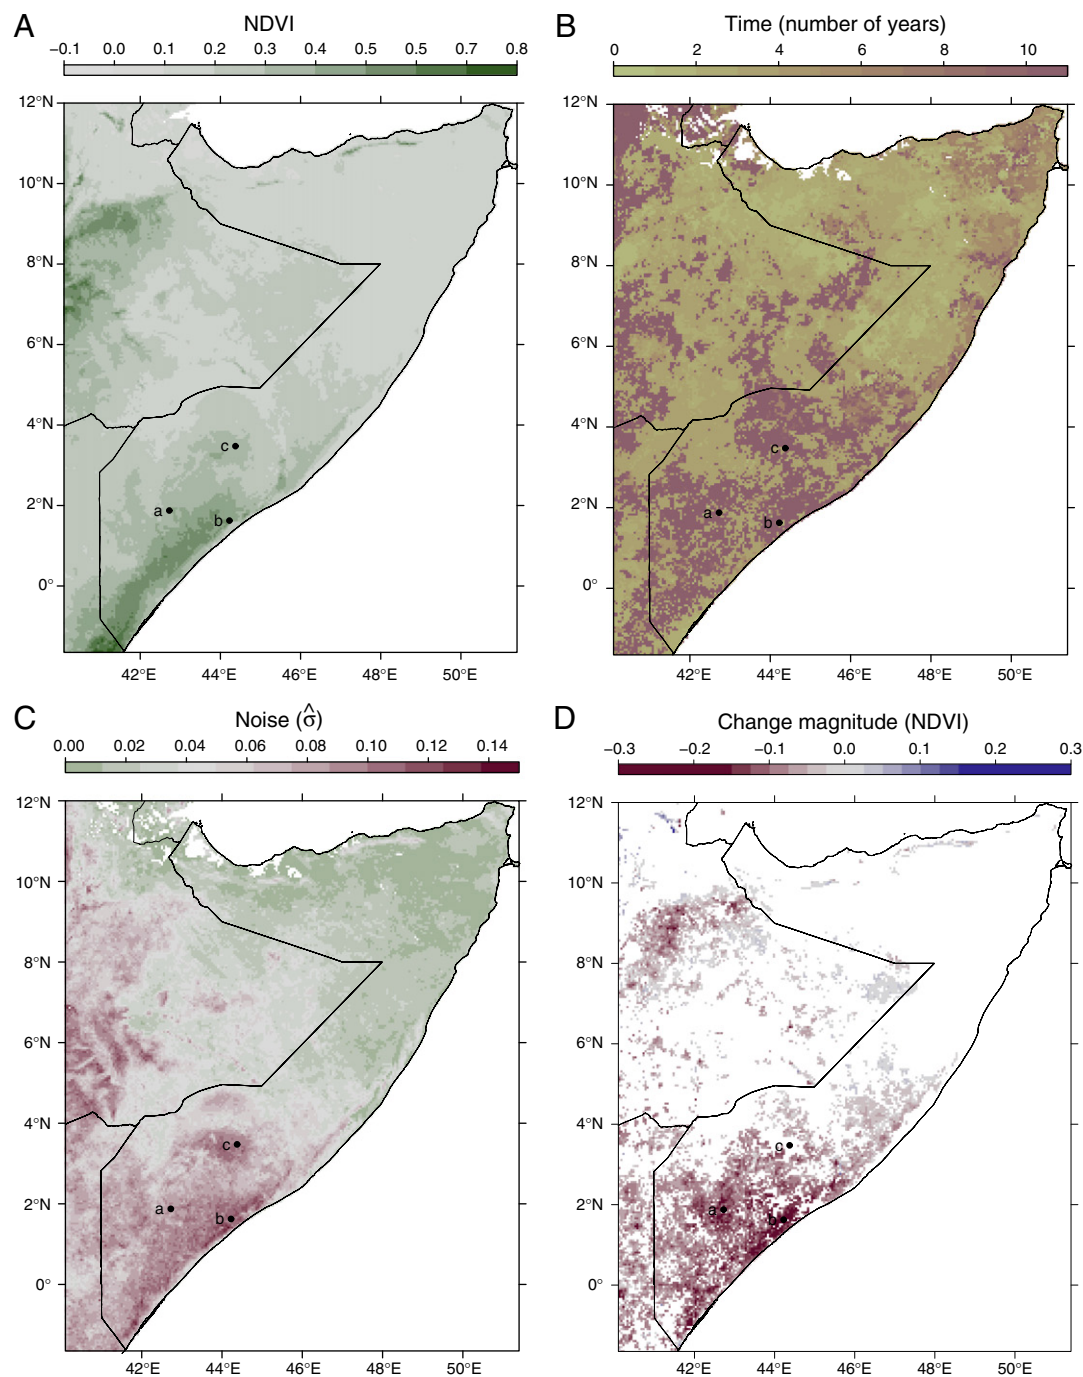 A
NDVI
−0.1 0.0 0.1 0.2 0.3 0.4 0.5 0.5 0.7 0.8
12°N
10°N
8°N
6°N
4°N
2°N
0°
c
a
b
42°E 44°E 46°E 48°E 50°E
B
Time (number of years)
0 2 4 6 8 10
12°N
10°N
8°N
6°N
4°N
2°N
0°
c
a
b
42°E 44°E 46°E 48°E 50°E
C
Noise (σ̂)
0.00 0.02 0.04 0.06 0.08 0.10 0.12 0.14
12°N
10°N
8°N
6°N
4°N
2°N
0°
c
a
b
42°E 44°E 46°E 48°E 50°E
D
Change magnitude (NDVI)
−0.3 −0.2 −0.1 0.0 0.1 0.2 0.3
12°N
10°N
8°N
6°N
4°N
2°N
0°
c
a
b
42°E 44°E 46°E 48°E 50°E